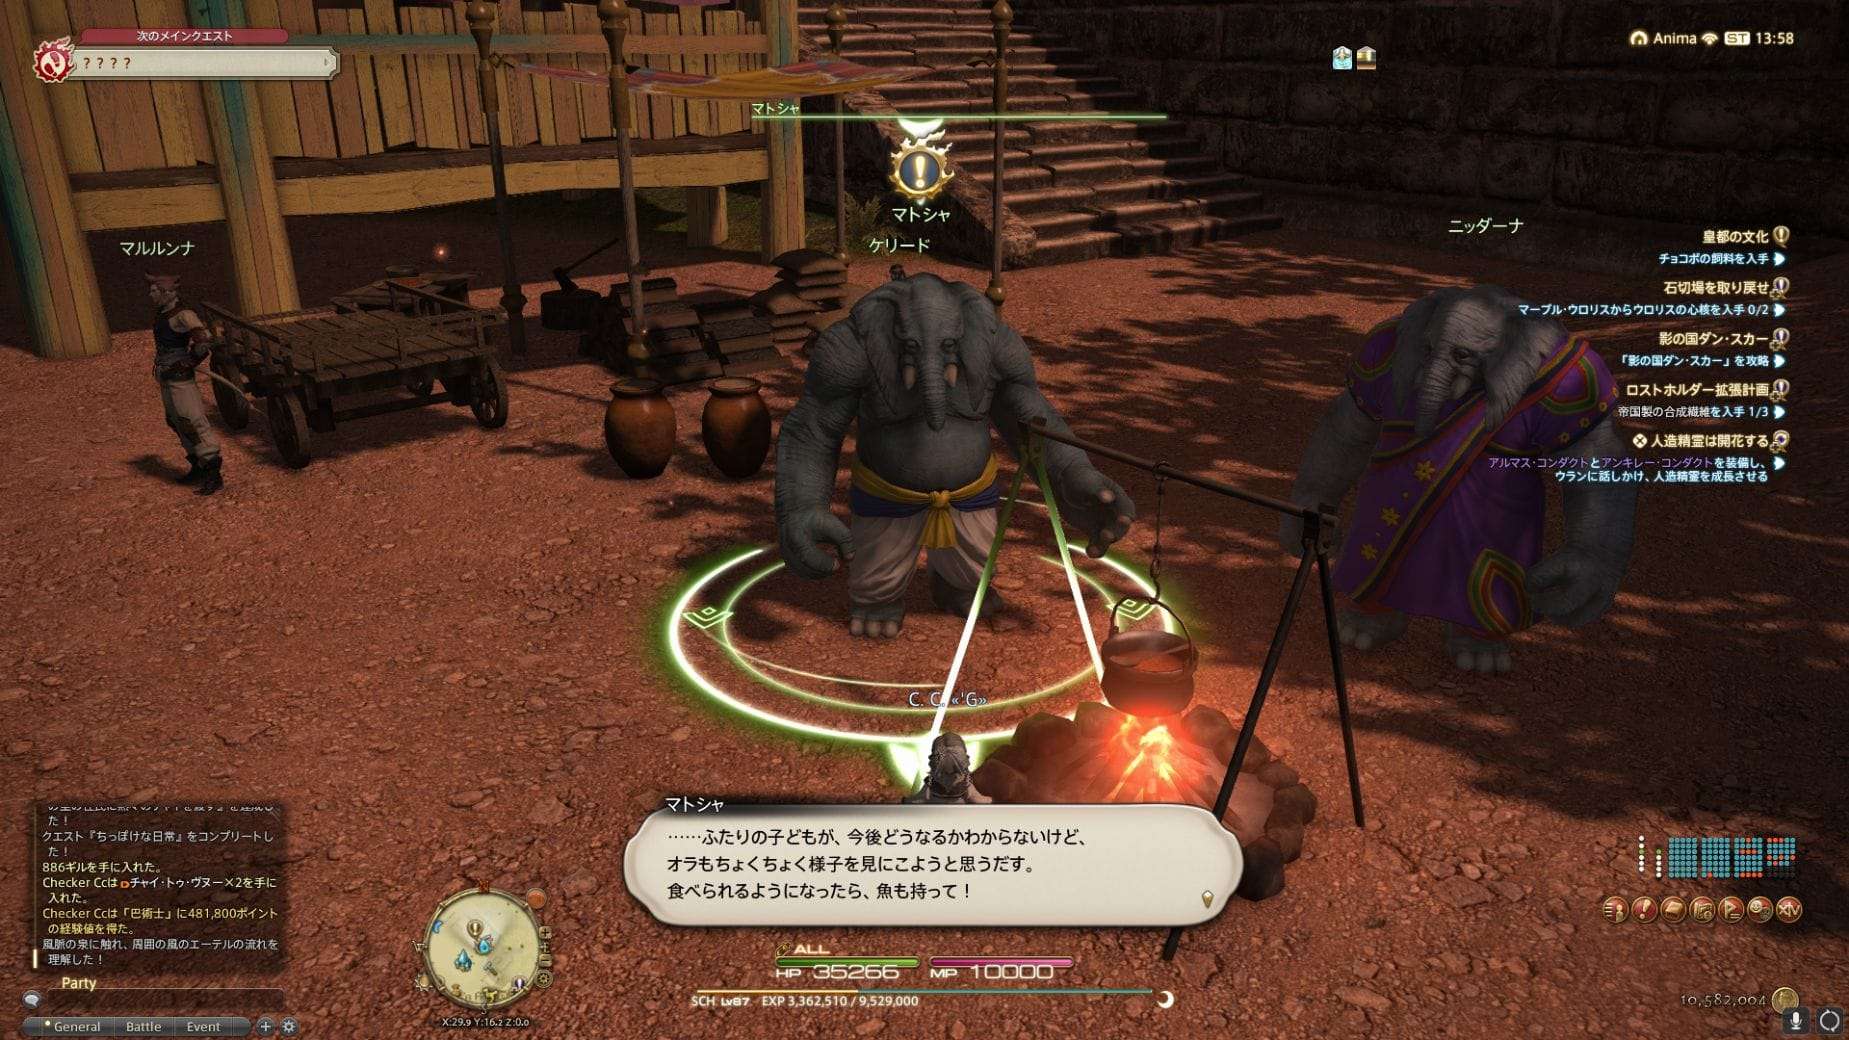 次のメインクエスト
????
Anima ST 13:58
マトシャ
マトシャ
ケリード
マルルンナ
ニッダーナ
皇都の文化
チョコボの飼料を入手
石切場を取り戻せ
マーブル・ウロリスからウロリスの心核を入手 0/2
影の国ダン・スカー
「影の国ダン・スカー」を攻略
ロストホルダー拡張計画
帝国製の合成繊維を入手 1/3
人造精霊は開花する
アルマス・コンダクトとアンキレー・コンダクトを装備し、
ウランに話しかけ、人造精霊を成長させる
C. C. «'G»
マトシャ
……ふたりの子どもが、今後どうなるかわからないけど、
オラもちょくちょく様子を見にこようと思うだす。
食べられるようになったら、魚も持って！
た！
クエスト『ちっぽけな日常』をコンプリートし
た！
886ギルを手に入れた。
Checker Ccは チャイ・トゥ・ヴヌー×2を手に
入れた。
Checker Ccは「巴術士」に481,800ポイント
の経験値を得た。
風脈の泉に触れ、周囲の風のエーテルの流れを
理解した！
Party
General Battle Event
X:29.9 Y:16.2 Z:0.0
ALL
HP 35266 MP 10000
SCH Lv87 EXP 3,362,510 / 9,529,000
XIV
10,582,004